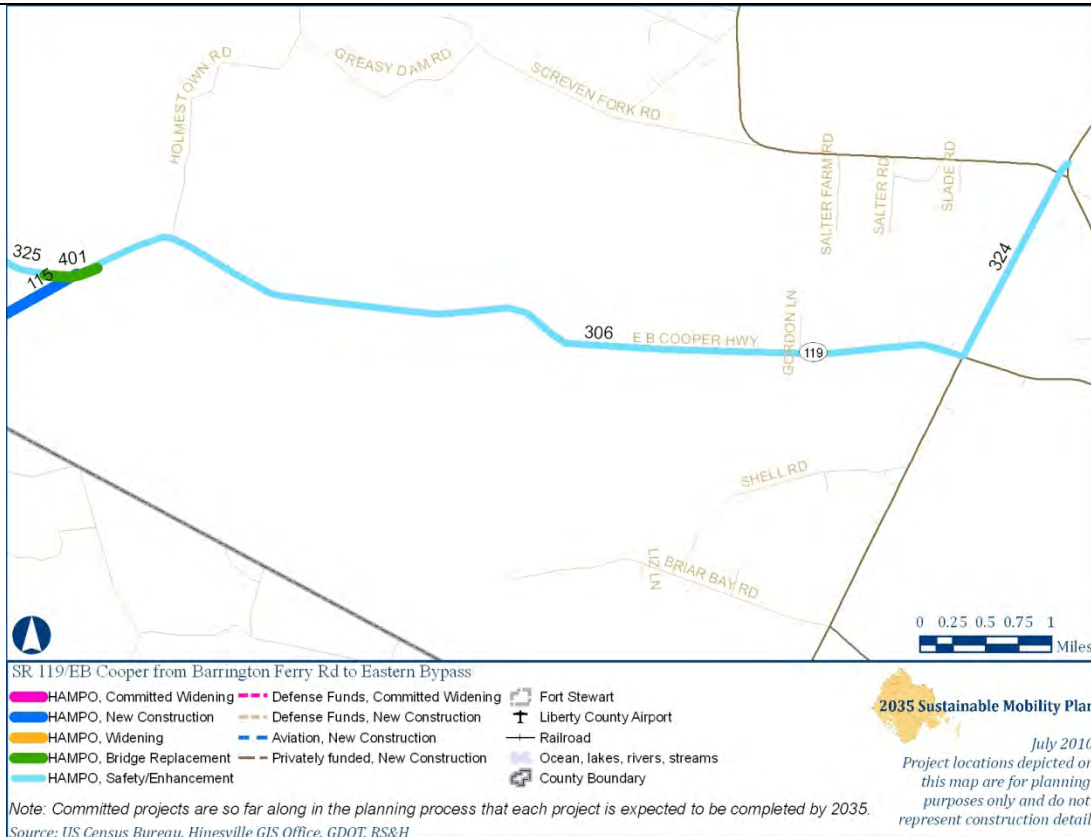 HOLMESTOWN RD
GREASY DAM RD
SCREVEN FORK RD
SALTER FARM RD
SALTER RD
SLADE RD
325
401
115
324
306
E B COOPER HWY
GORDON LN
119
SHELL RD
LIZ LN
BRIAR BAY RD
0 0.25 0.5 0.75 1
Miles
SR 119/EB Cooper from Barrington Ferry Rd to Eastern Bypass
HAMPO, Committed Widening
HAMPO, New Construction
HAMPO, Widening
HAMPO, Bridge Replacement
HAMPO, Safety/Enhancement
Defense Funds, Committed Widening
Defense Funds, New Construction
Aviation, New Construction
Privately funded, New Construction
Fort Stewart
Liberty County Airport
Railroad
Ocean, lakes, rivers, streams
County Boundary
Note: Committed projects are so far along in the planning process that each project is expected to be completed by 2035.
Source: US Census Bureau, Hinesville GIS Office, GDOT, RS&H
2035 Sustainable Mobility Plan
July 2010
Project locations depicted on
this map are for planning
purposes only and do not
represent construction detail